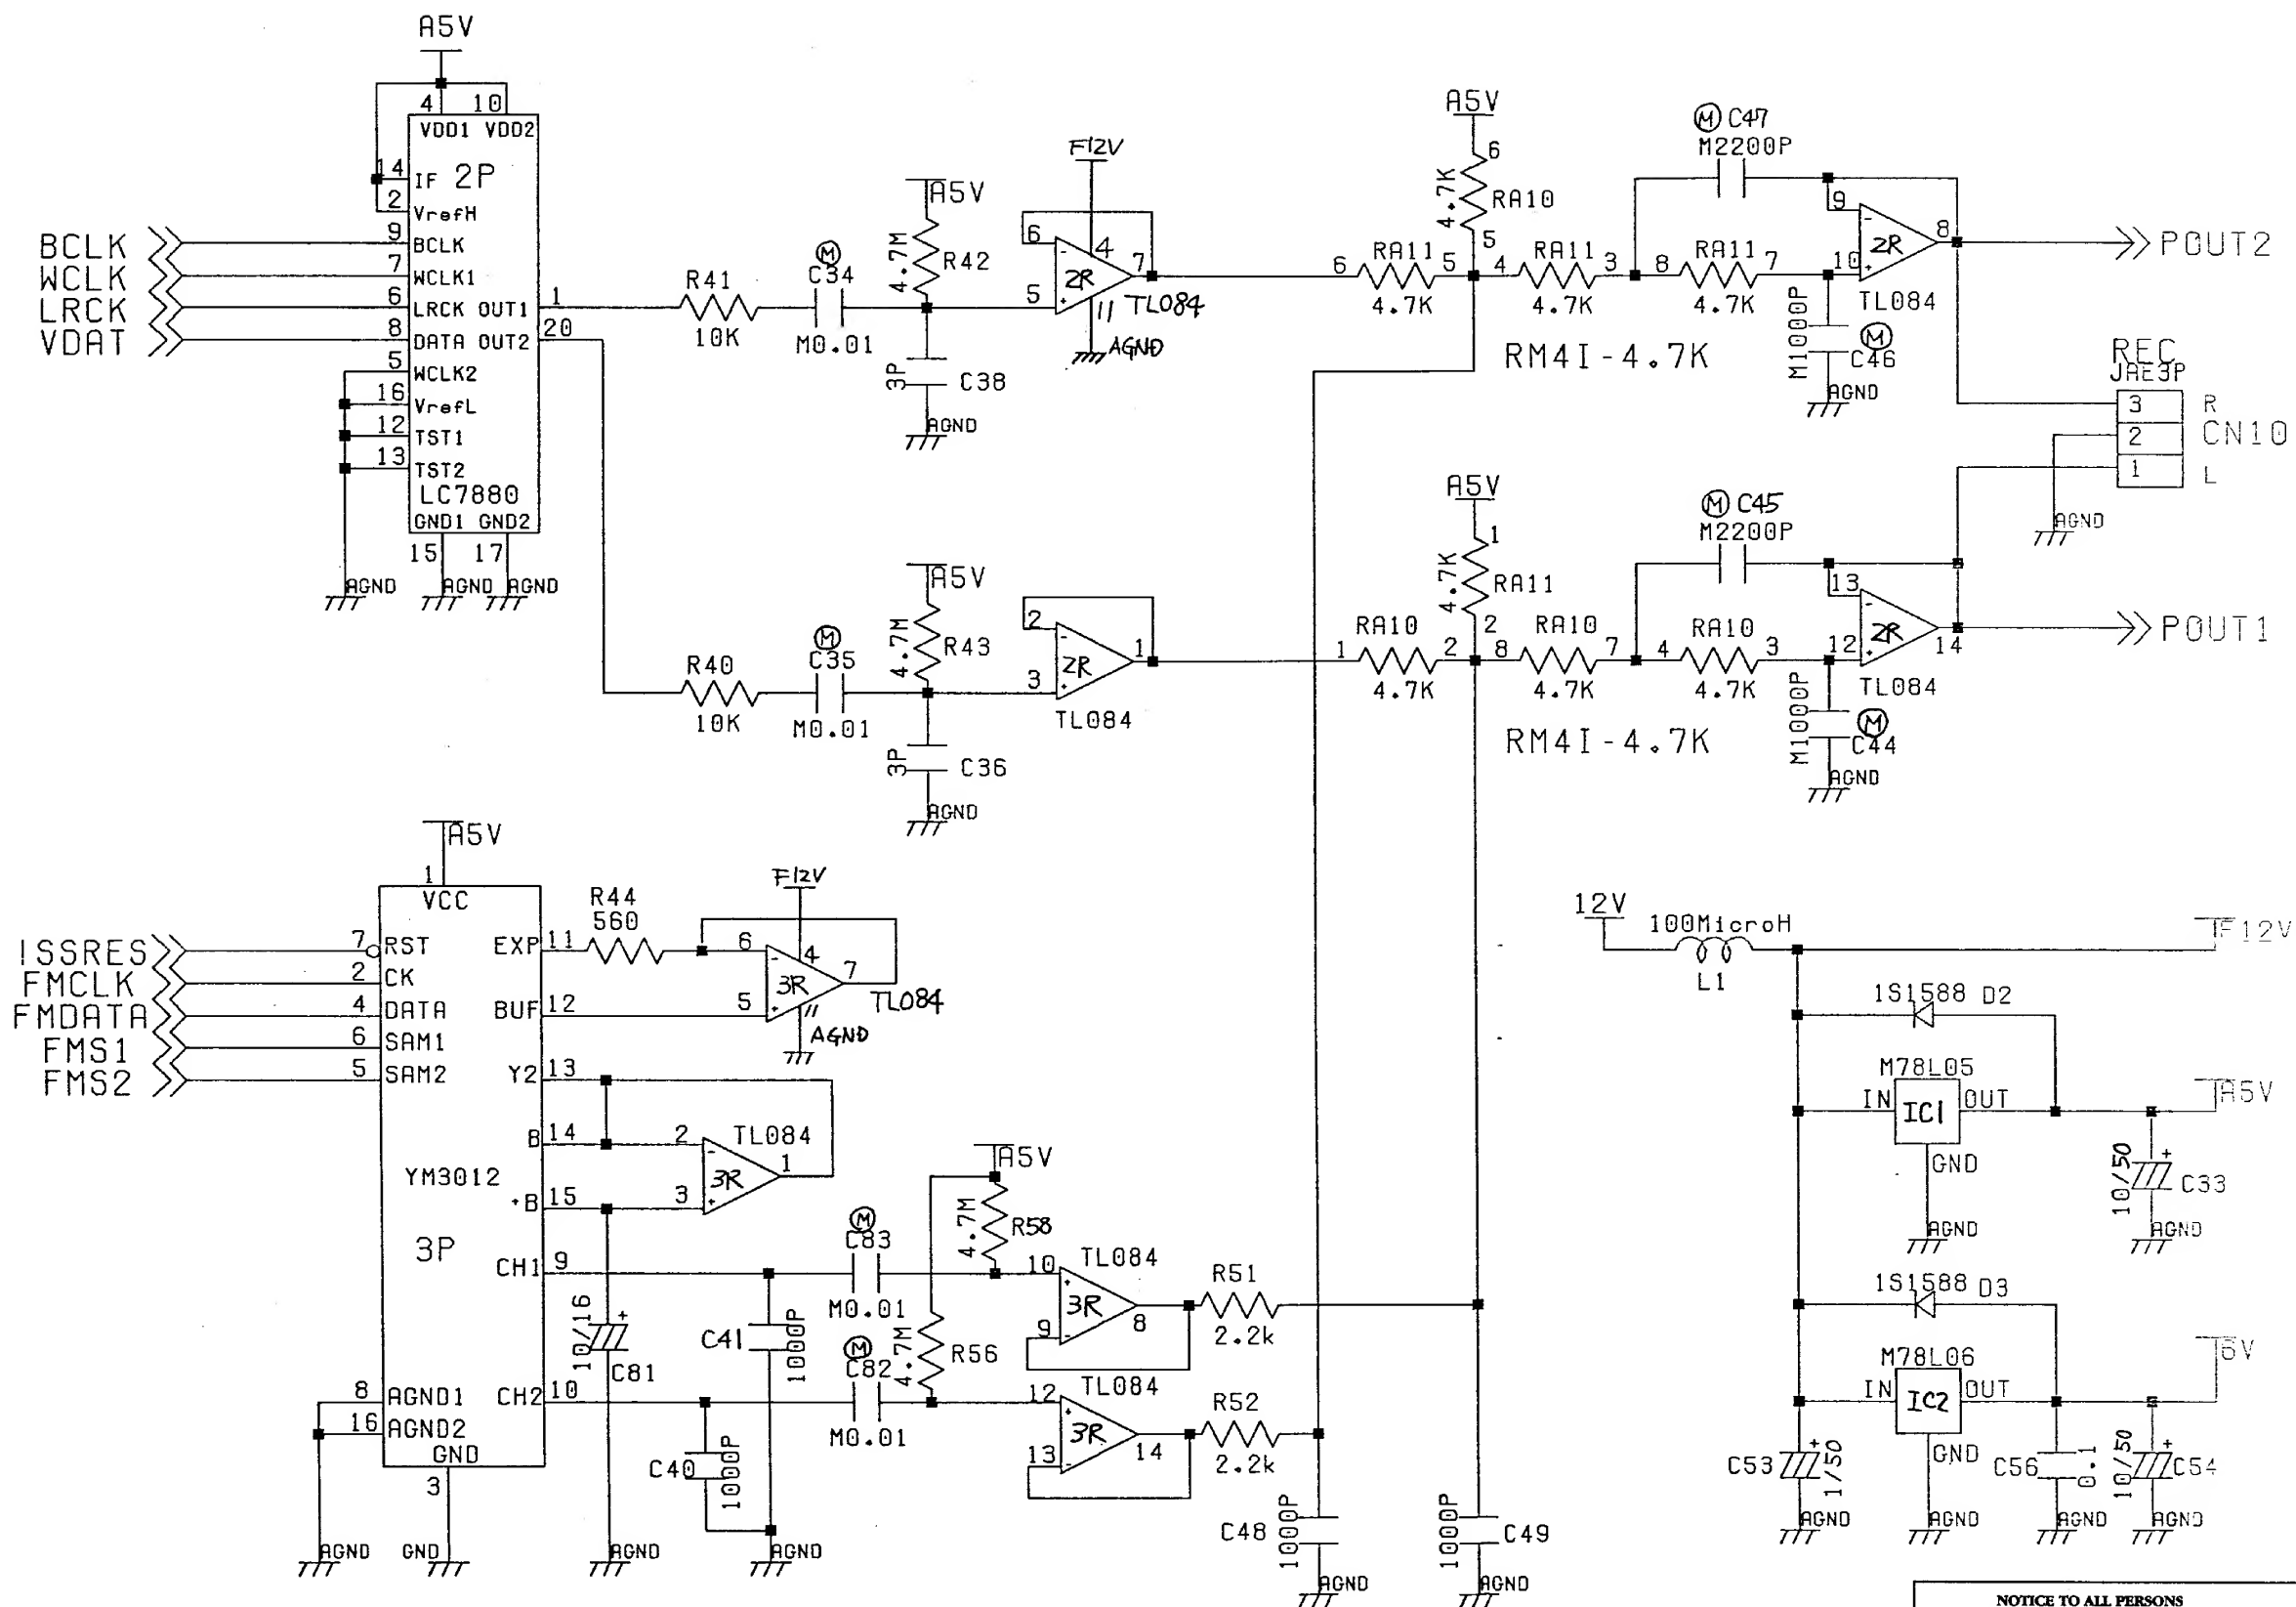 A5V
4 10
VDD1 VDD2
14 IF 2P
2 VrefH
BCLK 9 BCLK
WCLK 7 WCLK1
LRCK 6 LRCK OUT1 1
VDAT 8 DATA OUT2 20
5 WCLK2
16 VrefL
12 TST1
13 TST2
LC7880
GND1 GND2
15 17
AGND AGND AGND
R41
10K
M C34
M0.01
A5V
4.7M R42
3P C38
AGND
F12V
6 4 7
2R
5 11 TL084
AGND
R40
10K
M C35
M0.01
A5V
4.7M R43
3P C36
AGND
2 1
2R
3
TL084
A5V
6
4.7K RA10
5
6 RA11 5
4.7K
4 RA11 3
4.7K
8 RA11 7
4.7K
RM4I-4.7K
M C47
M2200P
9 8
2R
10
TL084
M1000P M C46
AGND
POUT2
REC
JAE3P
3 R
2 CN10
1 L
AGND
A5V
1
4.7K RA11
2
1 RA10 2
4.7K
8 RA10 7
4.7K
4 RA10 3
4.7K
RM4I-4.7K
M C45
M2200P
13
2R
12 14
TL084
M1000P M C44
AGND
POUT1
A5V
1
VCC
ISSRES 7 RST EXP 11
FMCLK 2 CK
FMDATA 4 DATA BUF 12
FMS1 6 SAM1
FMS2 5 SAM2 Y2 13
B 14
YM3012
+B 15
3P
CH1 9
8 AGND1 CH2 10
16 AGND2
GND
3
AGND GND
R44
560
F12V
6 4 7
3R
5 11 TL084
AGND
TL084
2 1
3R
3
10/16 C81
AGND
C41 1000P
C40 1000P
AGND
M C83
M0.01
M C82
M0.01
A5V
4.7M R58
4.7M R56
TL084
10
3R
9 8
R51
2.2k
TL084
12
3R
13 14
R52
2.2k
C48 1000P
AGND
1000P C49
AGND
12V 100MicroH F12V
L1
1S1588 D2
M78L05 A5V
IN IC1 OUT
GND
AGND
10/50 C33
AGND
1S1588 D3
M78L06 6V
IN IC2 OUT
GND
C53 1/50
C56 0.1
10/50 C54
AGND AGND AGND AGND
NOTICE TO ALL PERSONS